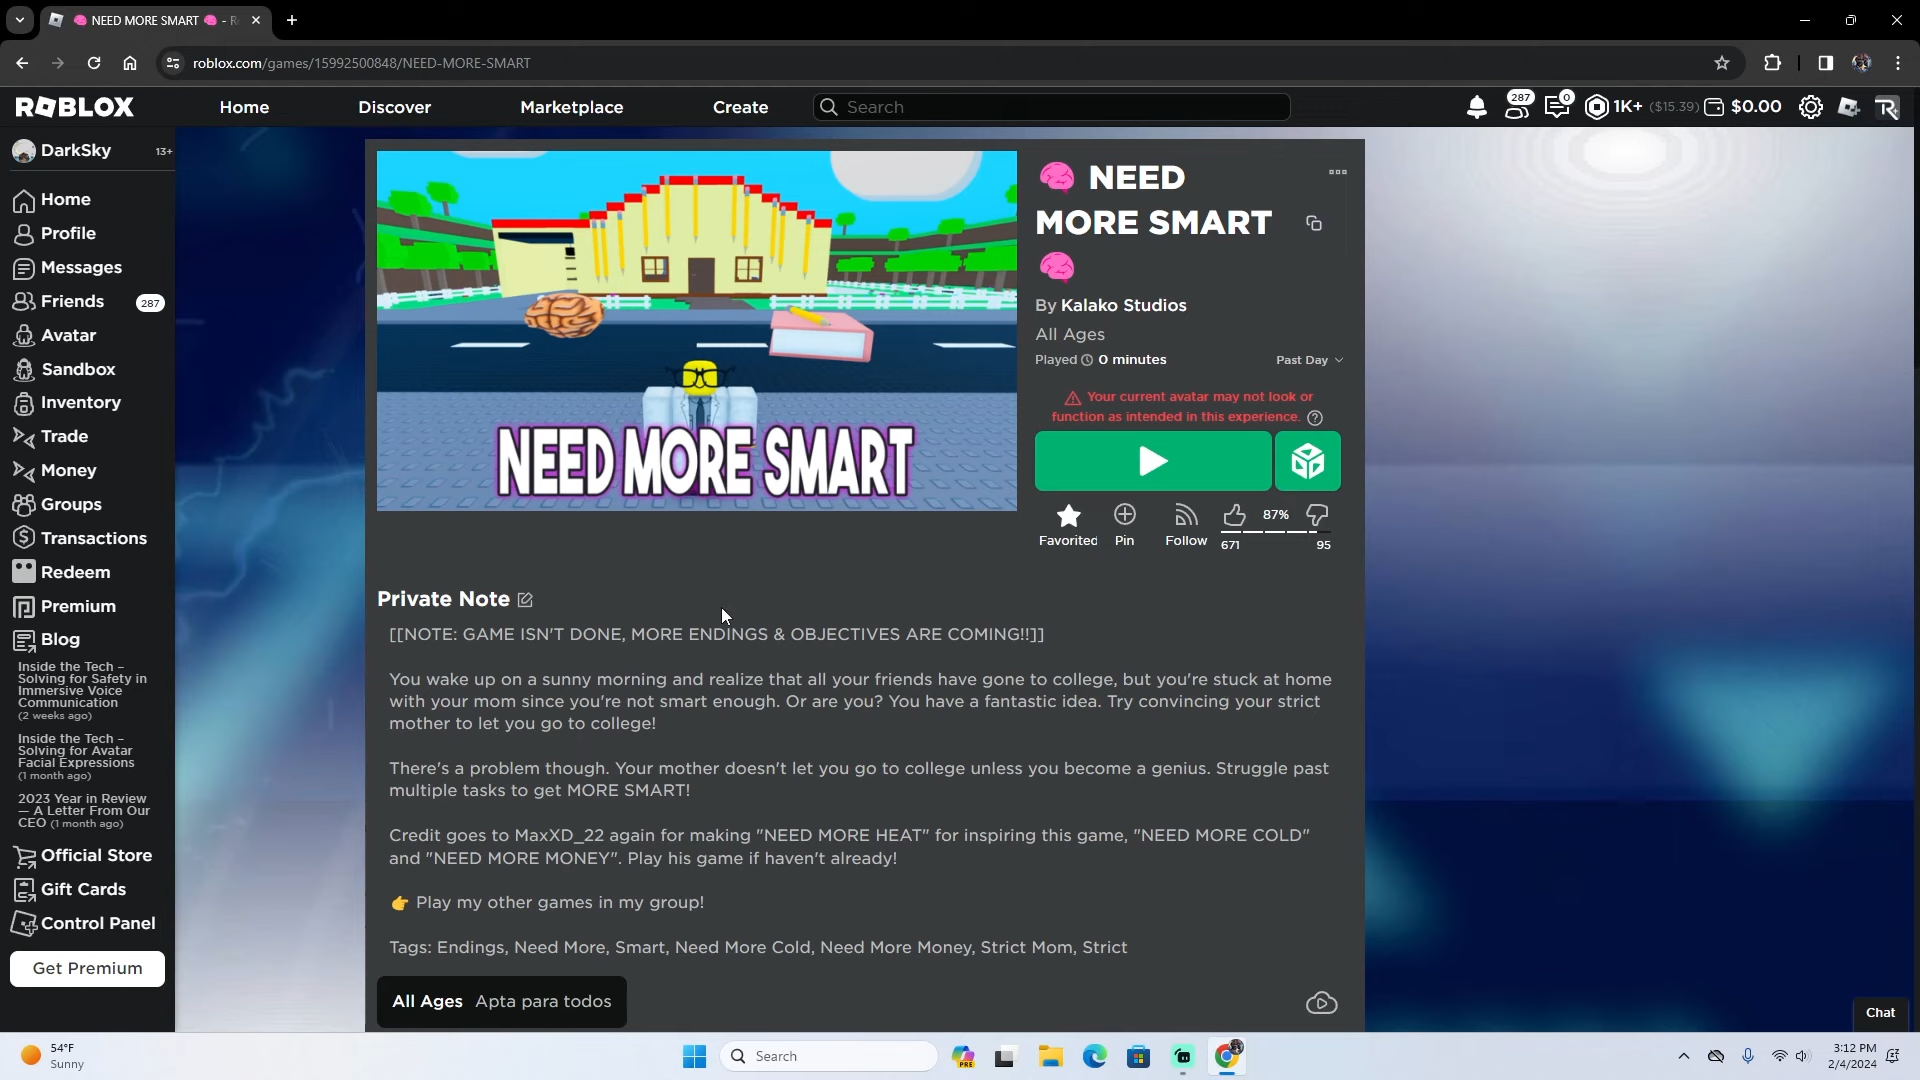 🧠 NEED MORE SMART 🧠 - R
roblox.com/games/15992500848/NEED-MORE-SMART
ROBLOX
Home
Discover
Marketplace
Create
Search
287
0
1K+ ($15.39)
$0.00
DarkSky
13+
Home
Profile
Messages
Friends 287
Avatar
Sandbox
Inventory
Trade
Money
Groups
Transactions
Redeem
Premium
Blog
Inside the Tech –
Solving for Safety in
Immersive Voice
Communication
(2 weeks ago)
Inside the Tech –
Solving for Avatar
Facial Expressions
(1 month ago)
2023 Year in Review
— A Letter From Our
CEO (1 month ago)
Official Store
Gift Cards
Control Panel
Get Premium
NEED MORE SMART
🧠 NEED
MORE SMART
🧠
By Kalako Studios
All Ages
Played 0 minutes
Past Day
Your current avatar may not look or
function as intended in this experience.
Favorited
Pin
Follow
87%
671
95
Private Note
[[NOTE: GAME ISN'T DONE, MORE ENDINGS & OBJECTIVES ARE COMING!!]]
You wake up on a sunny morning and realize that all your friends have gone to college, but you're stuck at home
with your mom since you're not smart enough. Or are you? You have a fantastic idea. Try convincing your strict
mother to let you go to college!
There's a problem though. Your mother doesn't let you go to college unless you become a genius. Struggle past
multiple tasks to get MORE SMART!
Credit goes to MaxXD_22 again for making "NEED MORE HEAT" for inspiring this game, "NEED MORE COLD"
and "NEED MORE MONEY". Play his game if haven't already!
👉 Play my other games in my group!
Tags: Endings, Need More, Smart, Need More Cold, Need More Money, Strict Mom, Strict
All Ages Apta para todos
Chat
54°F
Sunny
Search
PRE
3:12 PM
2/4/2024